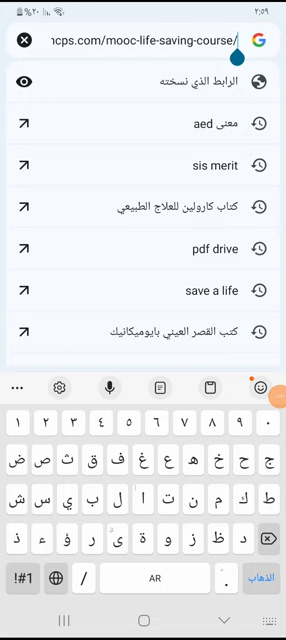 ٢:٥٩
%٢٠
ncps.com/mooc-life-saving-course/
الرابط الذي نسخته
معنى aed
sis merit
كتاب كارولين للعلاج الطبيعي
pdf drive
save a life
كتب القصر العيني بايوميكانيك
١ ٢ ٣ ٤ ٥ ٦ ٧ ٨ ٩ ٠
ض ص ث ق ف غ ع ه خ ح ج
ش س ي ب ل ا ت ن م ك ط
ذ ء ؤ ر ى ة و ز ظ د
!#1
/
AR
.
الذهاب